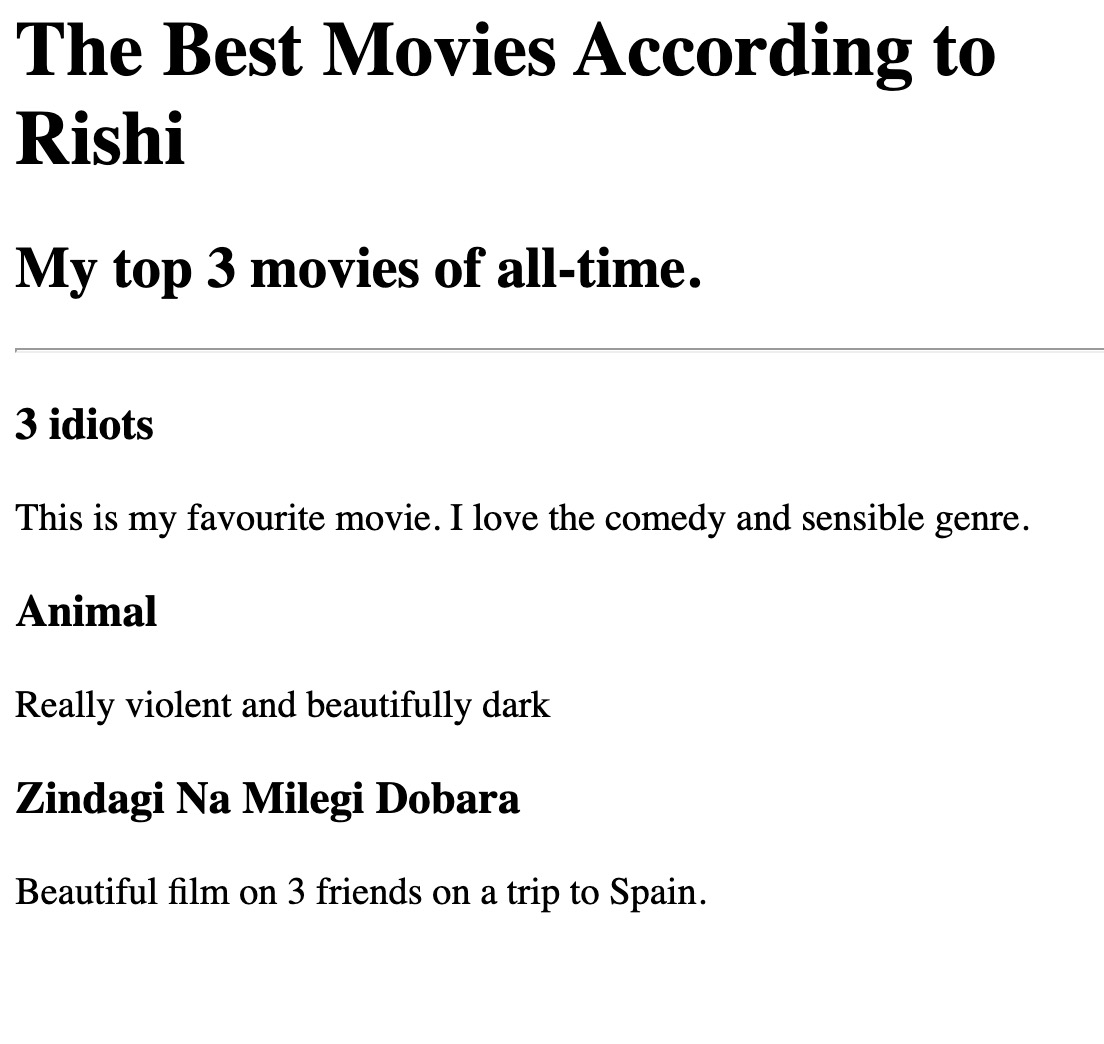 The Best Movies According to
Rishi
My top 3 movies of all-time.
3 idiots
This is my favourite movie. I love the comedy and sensible genre.
Animal
Really violent and beautifully dark
Zindagi Na Milegi Dobara
Beautiful film on 3 friends on a trip to Spain.